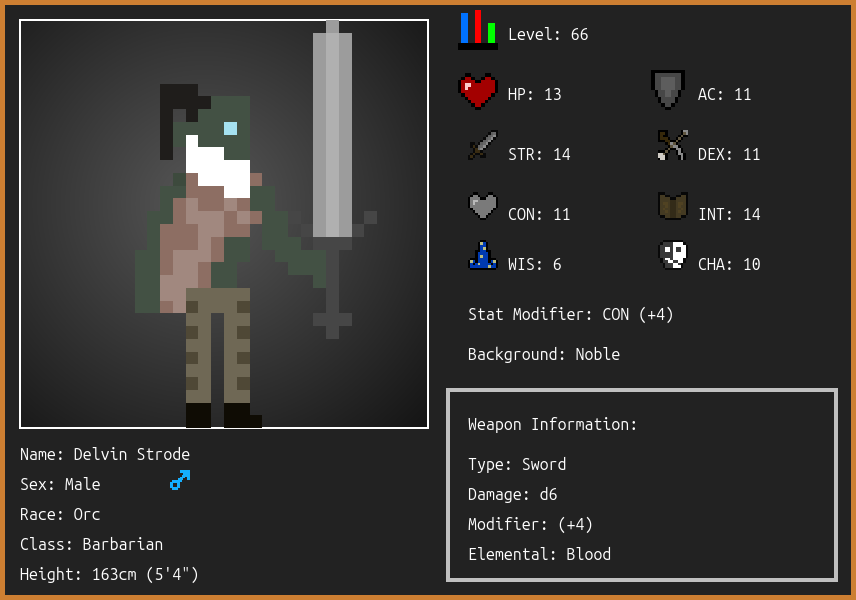 Level: 66
HP: 13
AC: 11
STR: 14
DEX: 11
CON: 11
INT: 14
WIS: 6
CHA: 10
Stat Modifier: CON (+4)
Background: Noble
Weapon Information:
Type: Sword
Damage: d6
Modifier: (+4)
Elemental: Blood
Name: Delvin Strode
Sex: Male
Race: Orc
Class: Barbarian
Height: 163cm (5'4")